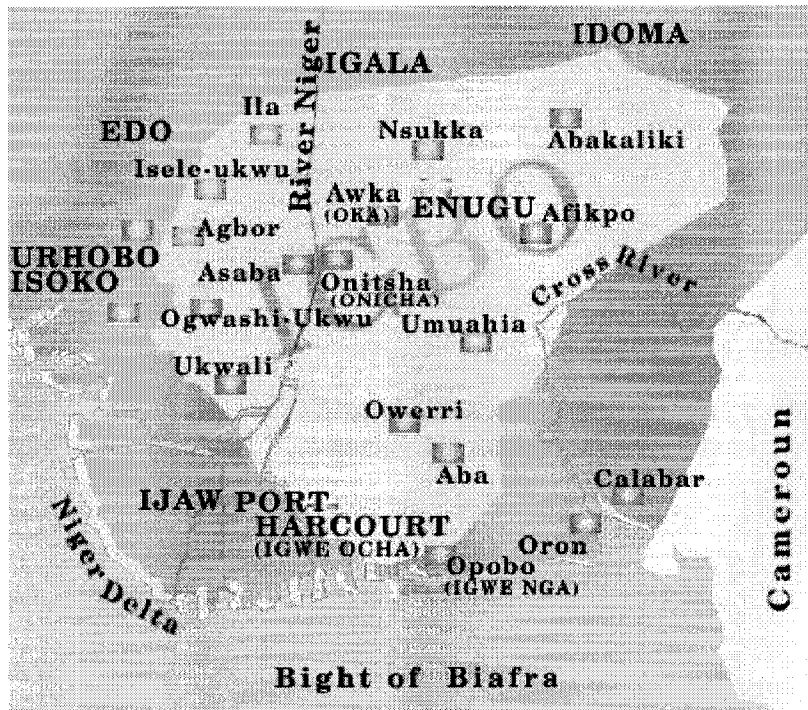 IDOMA
IGALA
River Niger
Ila
EDO
Nsukka
Abakaliki
Isele-ukwu
Awka
(OKA)
ENUGU
Afikpo
Agbor
URHOBO
ISOKO
Asaba
Onitsha
(ONICHA)
Cross River
Ogwashi-Ukwu
Umuahia
Ukwali
Owerri
Aba
Calabar
Cameroun
IJAW
PORT-
HARCOURT
(IGWE OCHA)
Oron
Opobo
(IGWE NGA)
Niger Delta
Bight of Biafra